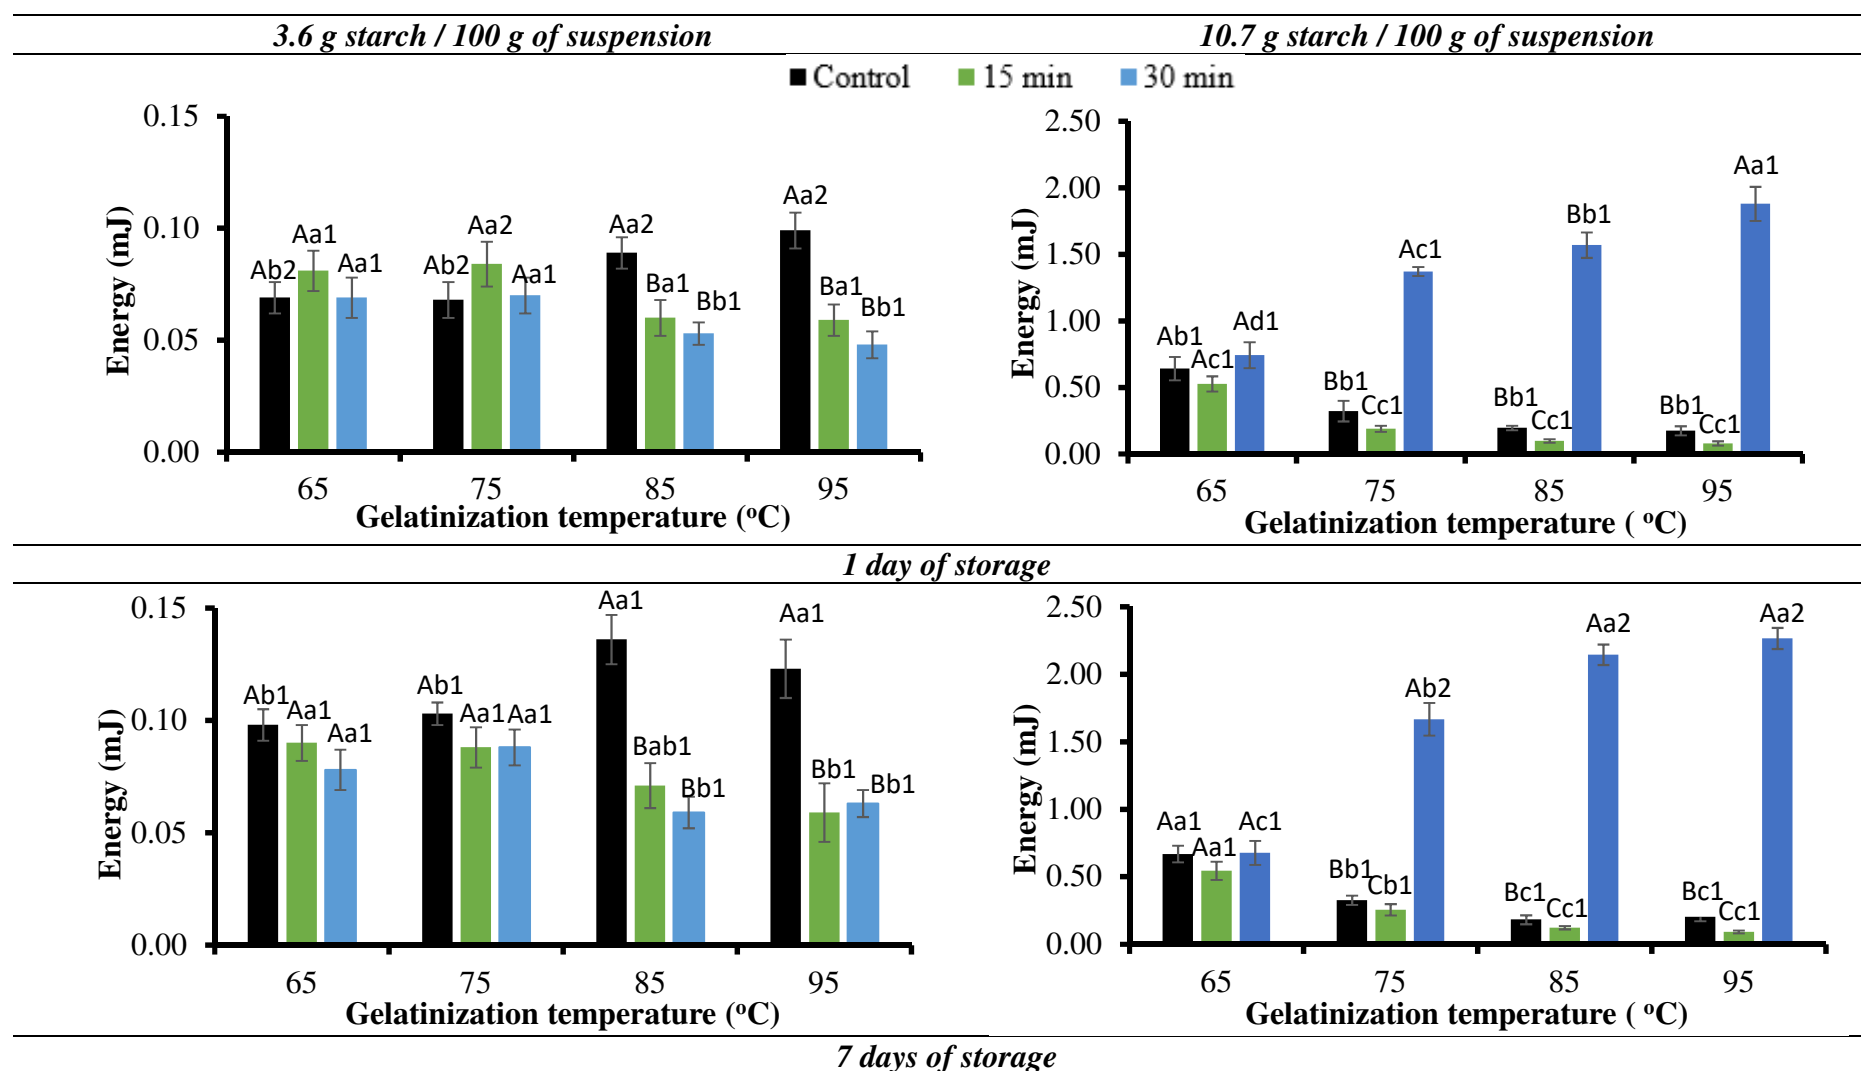 3.6 g starch / 100 g of suspension
10.7 g starch / 100 g of suspension
Control 15 min 30 min
0.15
0.10
0.05
0.00
Energy (mJ)
Ab2 Aa1 Aa1 Ab2 Aa2 Aa1 Aa2 Ba1 Bb1 Aa2 Ba1 Bb1
65 75 85 95
Gelatinization temperature (ᵒC)
2.50
2.00
1.50
1.00
0.50
0.00
Energy (mJ)
Ab1 Ac1 Ad1 Bb1 Cc1 Ac1 Bb1 Cc1 Bb1 Bb1 Cc1 Aa1
65 75 85 95
Gelatinization temperature ( ᵒC)
1 day of storage
0.15
0.10
0.05
0.00
Energy (mJ)
Ab1 Aa1 Aa1 Ab1 Aa1 Aa1 Aa1 Bab1 Bb1 Aa1 Bb1 Bb1
65 75 85 95
Gelatinization temperature (ᵒC)
2.50
2.00
1.50
1.00
0.50
0.00
Energy (mJ)
Aa1 Aa1 Ac1 Bb1 Cb1 Ab2 Bc1 Cc1 Aa2 Bc1 Cc1 Aa2
65 75 85 95
Gelatinization temperature ( ᵒC)
7 days of storage